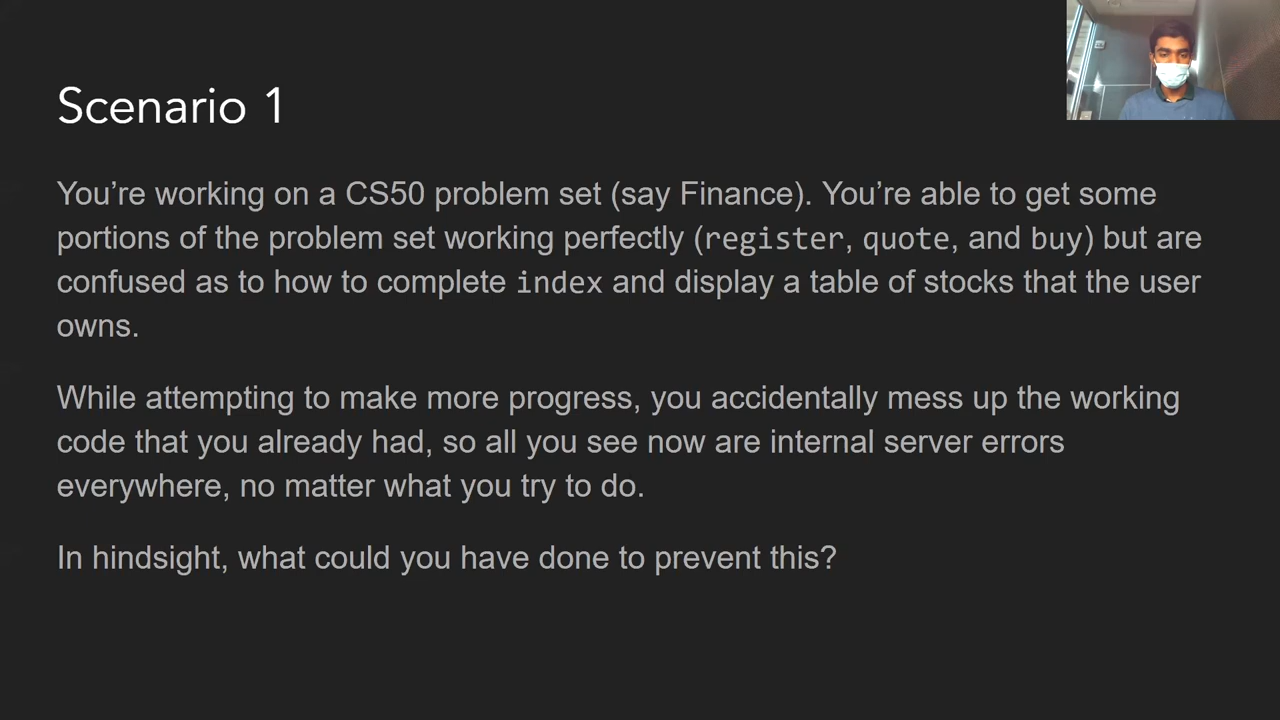 Scenario 1
You're working on a CS50 problem set (say Finance). You're able to get some
portions of the problem set working perfectly (register, quote, and buy) but are
confused as to how to complete index and display a table of stocks that the user
owns.
While attempting to make more progress, you accidentally mess up the working
code that you already had, so all you see now are internal server errors
everywhere, no matter what you try to do.
In hindsight, what could you have done to prevent this?